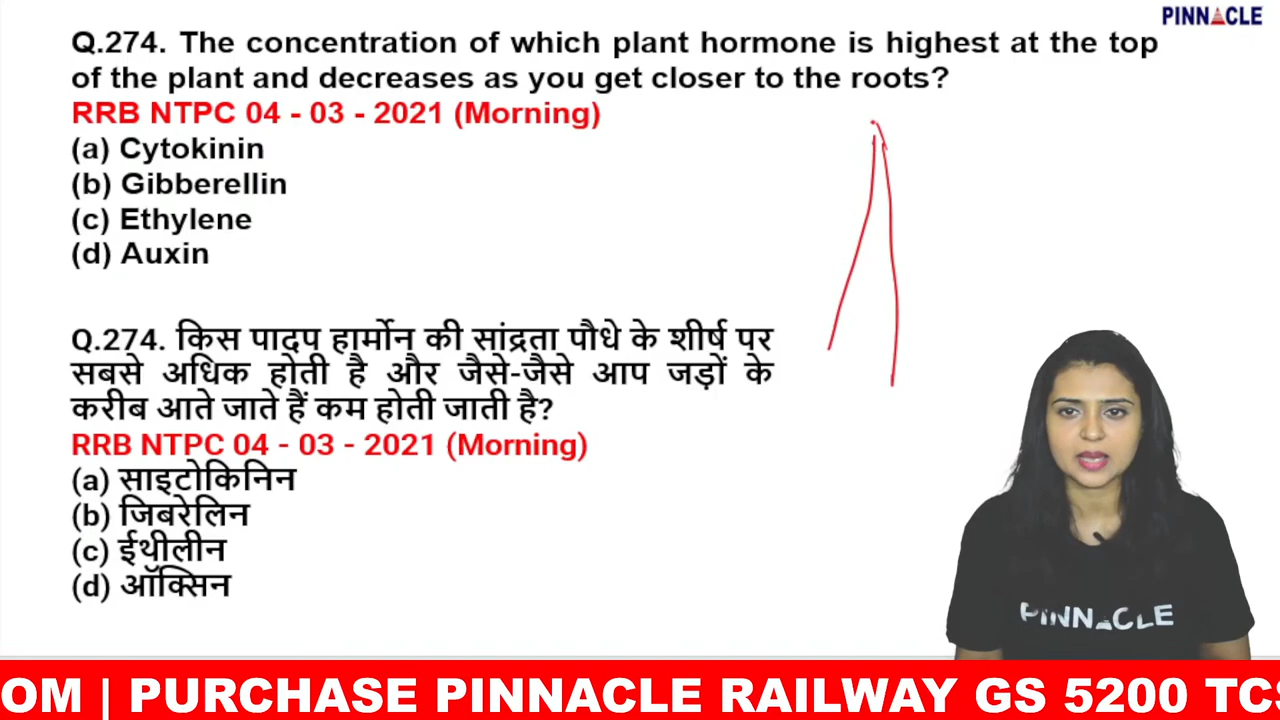 PINNACLE
Q.274. The concentration of which plant hormone is highest at the top
of the plant and decreases as you get closer to the roots?
RRB NTPC 04 - 03 - 2021 (Morning)
(a) Cytokinin
(b) Gibberellin
(c) Ethylene
(d) Auxin
Q.274. किस पादप हार्मोन की सांद्रता पौधे के शीर्ष पर
सबसे अधिक होती है और जैसे-जैसे आप जड़ों के
करीब आते जाते हैं कम होती जाती है?
RRB NTPC 04 - 03 - 2021 (Morning)
(a) साइटोकिनिन
(b) जिबरेलिन
(c) ईथीलीन
(d) ऑक्सिन
PINNACLE
OM | PURCHASE PINNACLE RAILWAY GS 5200 TCS